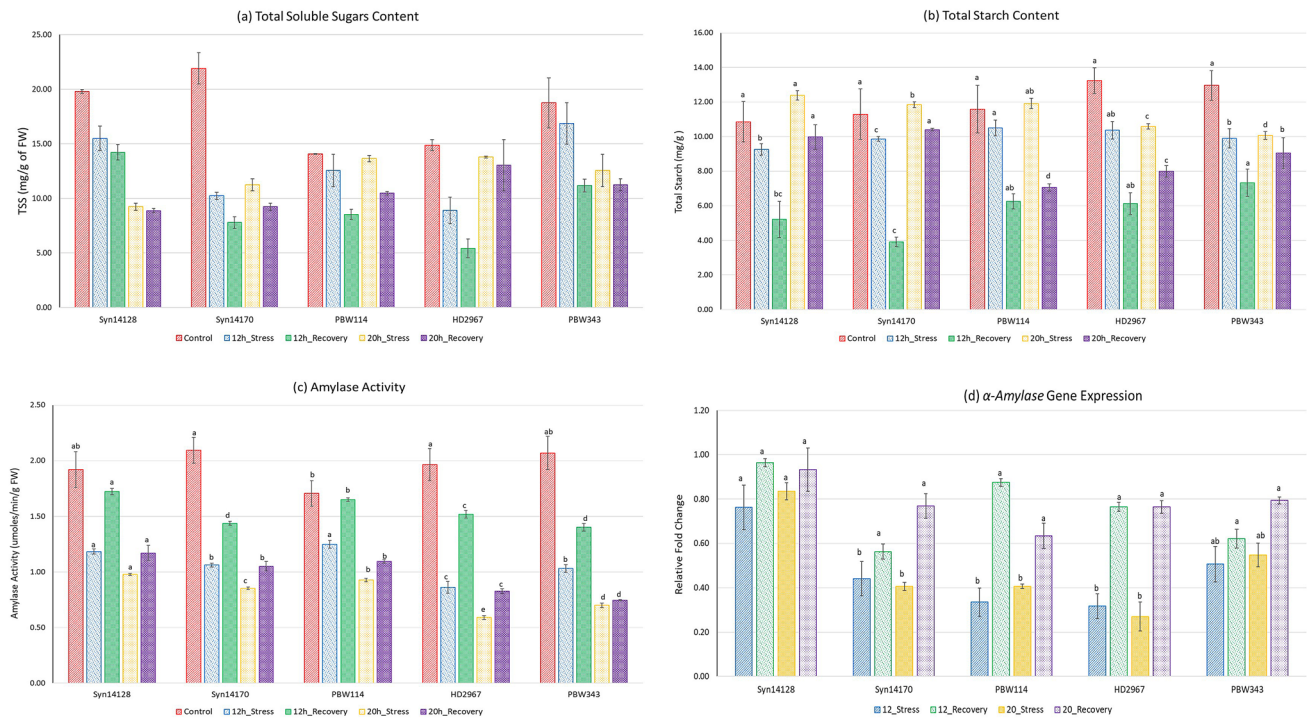 (a) Total Soluble Sugars Content
TSS (mg/g of FW)
25.00
20.00
15.00
10.00
5.00
0.00
Syn14128 Syn14170 PBW114 HD2967 PBW343
Control 12h_Stress 12h_Recovery 20h_Stress 20h_Recovery
(b) Total Starch Content
Total Starch (mg/g )
16.00
14.00
12.00
10.00
8.00
6.00
4.00
2.00
0.00
a b bc a a
a c c b a
a a ab ab d
a a ab c c
a b a d b
Syn14128 Syn14170 PBW114 HD2967 PBW343
Control 12h_Stress 12h_Recovery 20h_Stress 20h_Recovery
(c) Amylase Activity
Amylase Activity (umoles/min/g FW)
2.50
2.00
1.50
1.00
0.50
0.00
ab a a a a
a b d c b
b a b b b
a c c e c
ab b d d d
Syn14128 Syn14170 PBW114 HD2967 PBW343
Control 12h_Stress 12h_Recovery 20h_Stress 20h_Recovery
(d) α-Amylase Gene Expression
Relative Fold Change
1.20
1.00
0.80
0.60
0.40
0.20
0.00
a a a a
b a b a
b a b a
b a b a
ab a ab a
Syn14128 Syn14170 PBW114 HD2967 PBW343
12_Stress 12_Recovery 20_Stress 20_Recovery